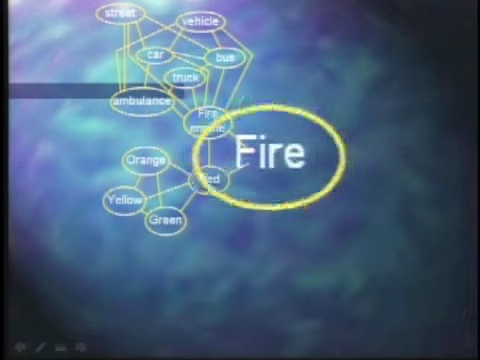 street
vehicle
car
bus
truck
ambulance
Fire
engine
Fire
Orange
Red
Yellow
Green